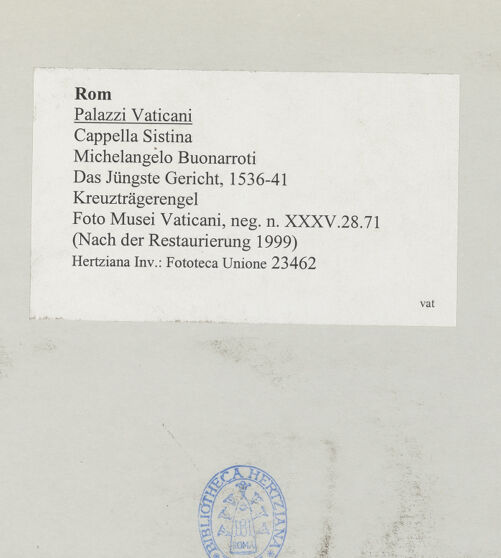 Rom
Palazzi Vaticani
Cappella Sistina
Michelangelo Buonarroti
Das Jüngste Gericht, 1536-41
Kreuzträgerengel
Foto Musei Vaticani, neg. n. XXXV.28.71
(Nach der Restaurierung 1999)
Hertziana Inv.: Fototeca Unione 23462
vat
BIBLIOTHECA HERTZIANA
ROMA